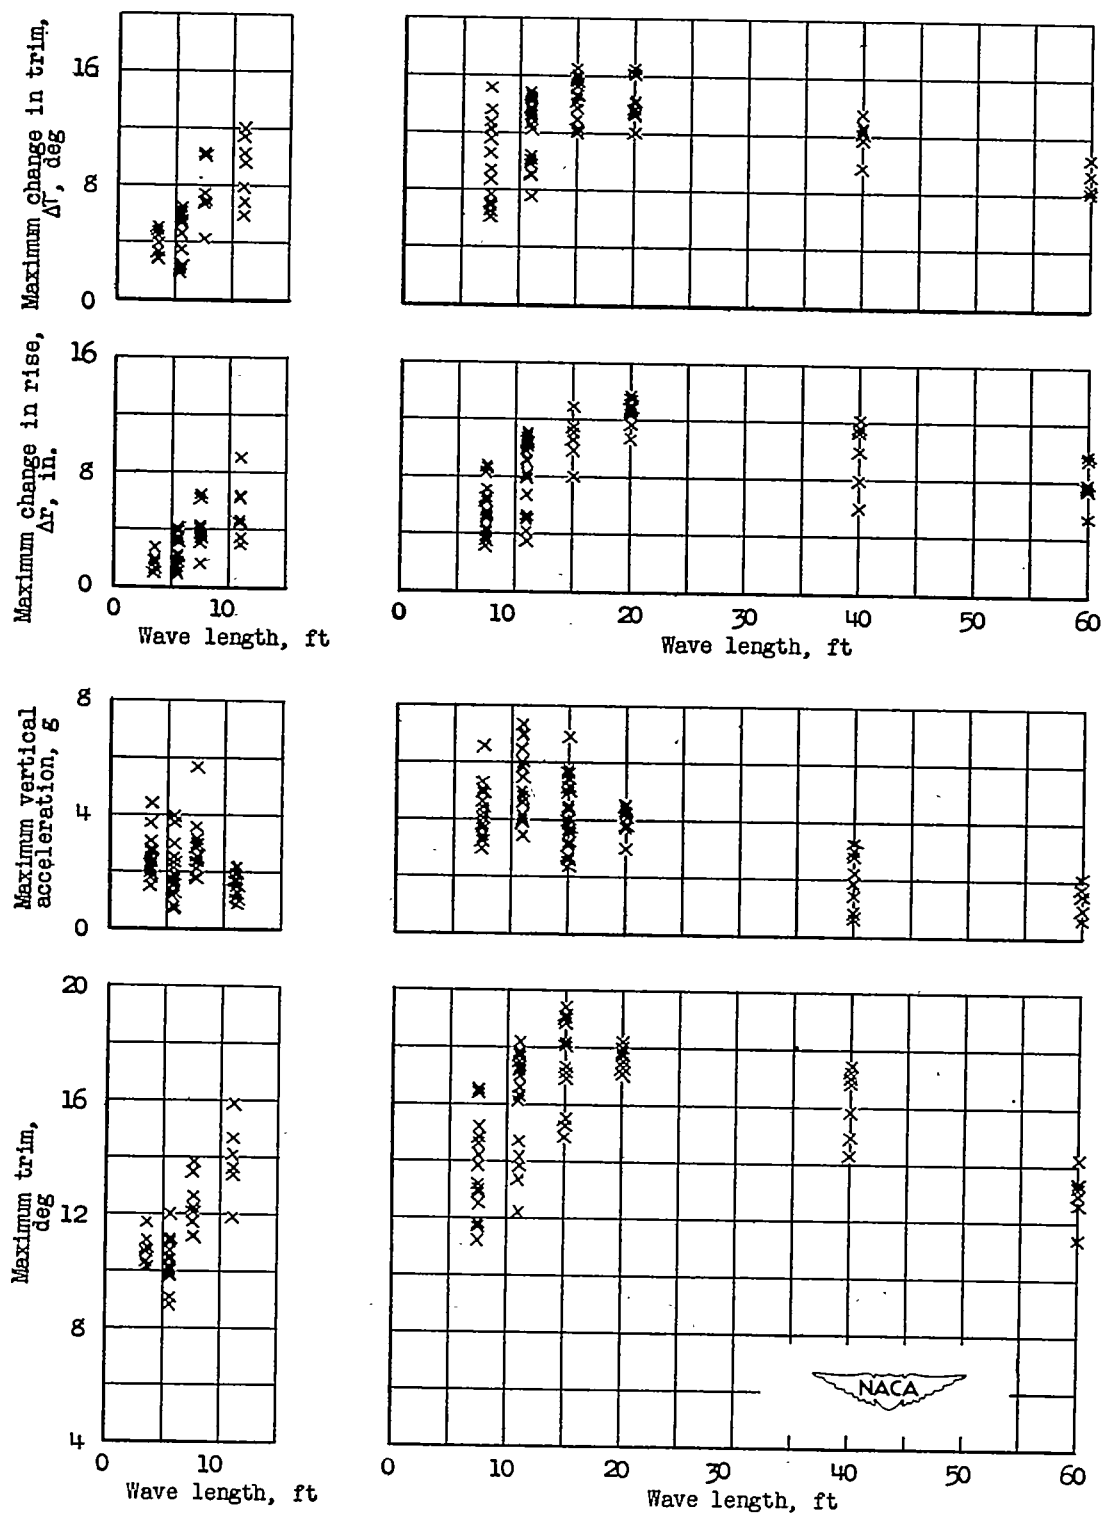 Maximum change in trim,
Δτ, deg
16
8
0
Maximum change in rise,
Δr, in.
16
8
0
0 10
Wave length, ft
0 10 20 30 40 50 60
Wave length, ft
Maximum vertical
acceleration, g
8
4
0
Maximum trim,
deg
20
16
12
8
4
NACA
0 10
Wave length, ft
0 10 20 30 40 50 60
Wave length, ft